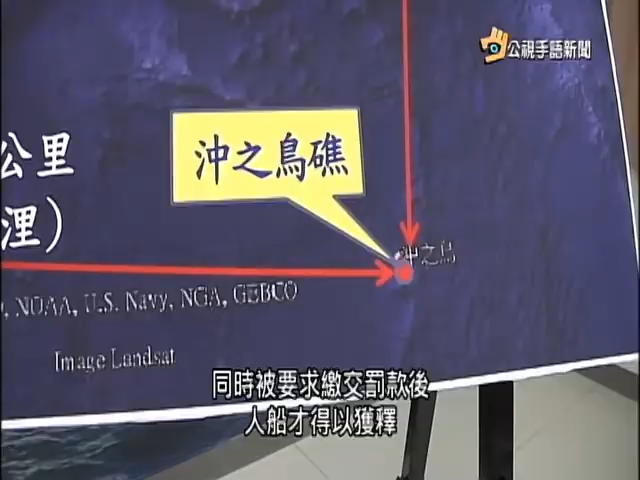 公視手語新聞
沖之鳥礁
公里
浬)
沖之鳥
, NOAA, U.S. Navy, NGA, GEBCO
Image Landsat
同時被要求繳交罰款後
人船才得以獲釋